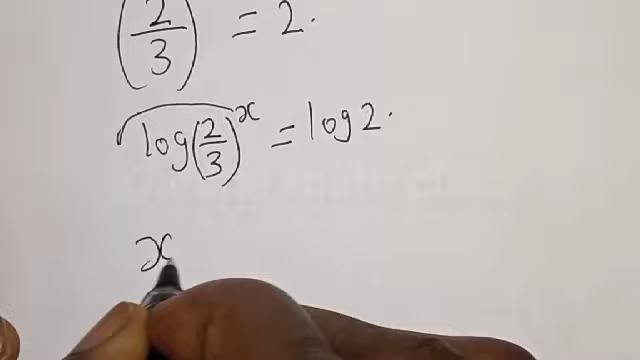 (2/3) = 2.
log(2/3)^x = log 2.
x